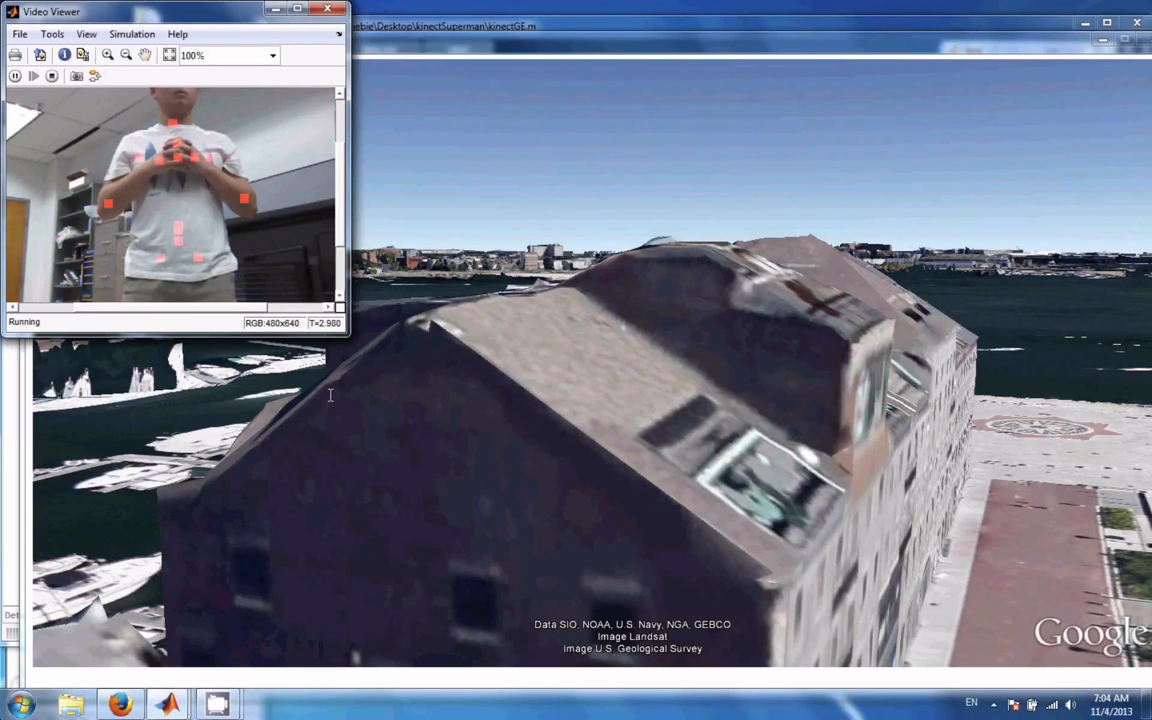 Video Viewer
ebie\Desktop\kinectSuperman\kinectGE.m
File Tools View Simulation Help
100%
Running
RGB:480x640
T=2.980
Data SIO, NOAA, U.S. Navy, NGA, GEBCO
Image Landsat
Image U.S. Geological Survey
Google
EN
7:04 AM
11/4/2013